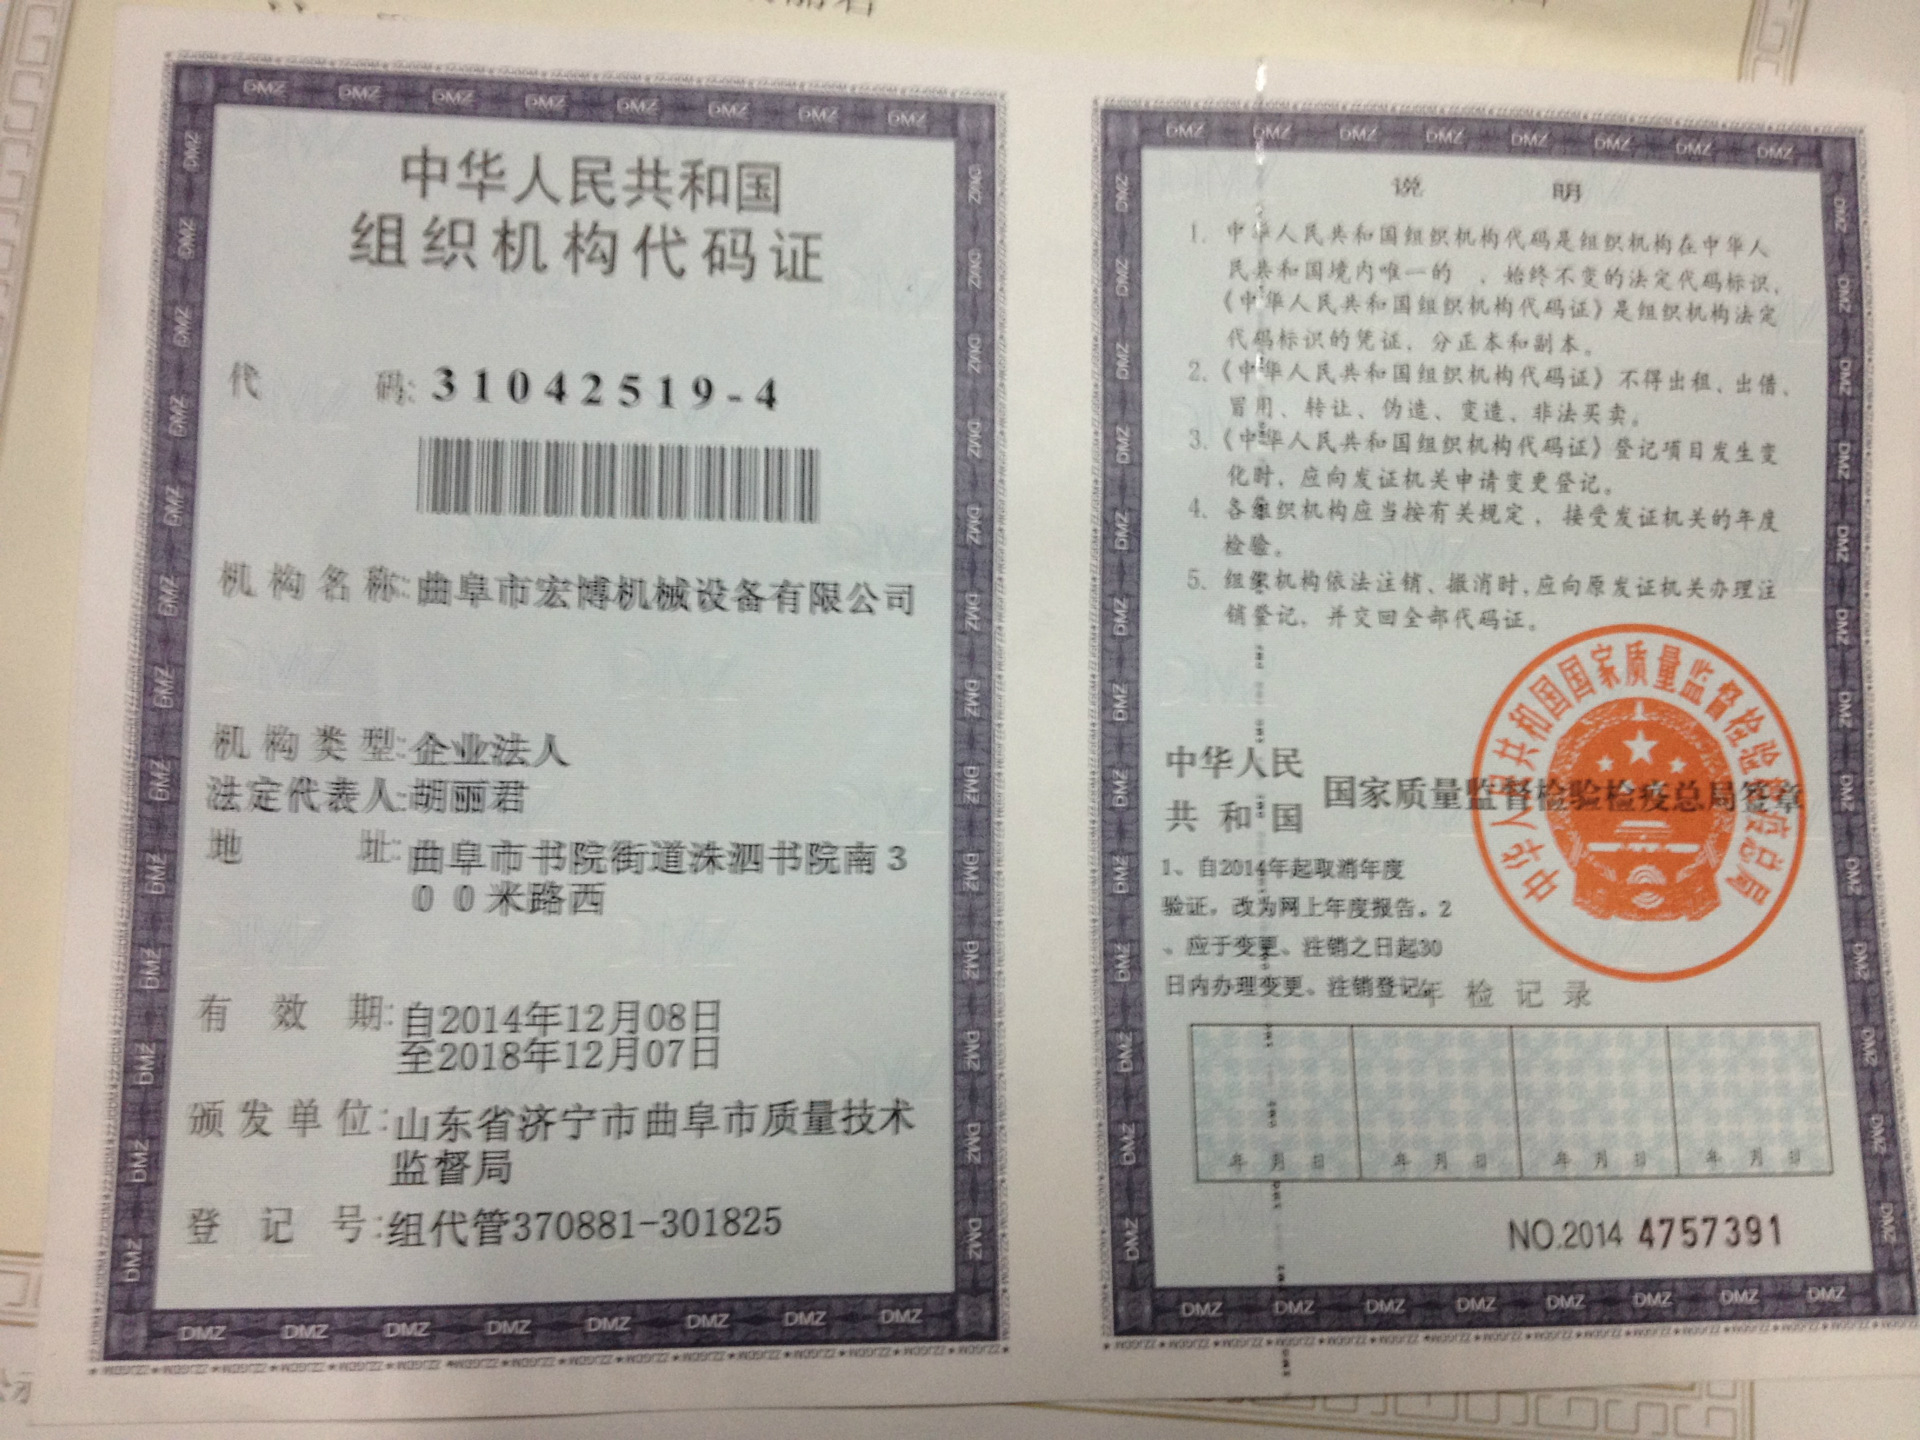 中华人民共和国
组织机构代码证
代 码: 31042519-4
机构名称: 曲阜市宏博机械设备有限公司
机构类型: 企业法人
法定代表人: 胡丽君
地 址: 曲阜市书院街道洙泗书院南3
00米路西
有 效 期: 自2014年12月08日
至2018年12月07日
颁发单位: 山东省济宁市曲阜市质量技术
监督局
登 记 号: 组代管370881-301825
说 明
1. 中华人民共和国组织机构代码是组织机构在中华人
民共和国境内唯一的 、始终不变的法定代码标识,
《中华人民共和国组织机构代码证》是组织机构法定
代码标识的凭证、分正本和副本。
2.《中华人民共和国组织机构代码证》不得出租、出借、
冒用、转让、伪造、变造、非法买卖。
3.《中华人民共和国组织机构代码证》登记项目发生变
化时,应向发证机关申请变更登记。
4. 各组织机构应当按有关规定,接受发证机关的年度
检验。
5. 组织机构依法注销、撤消时,应向原发证机关办理注
销登记,并交回全部代码证。
中华人民共和国国家质量监督检验检疫总局
中华人民
共和国
国家质量监督检验检疫总局签章
1、自2014年起取消年度
验证,改为网上年度报告。2
、应于变更、注销之日起30
日内办理变更、注销登记。
年检记录
年 月 日 年 月 日 年 月 日 年 月 日
NO.2014 4757391